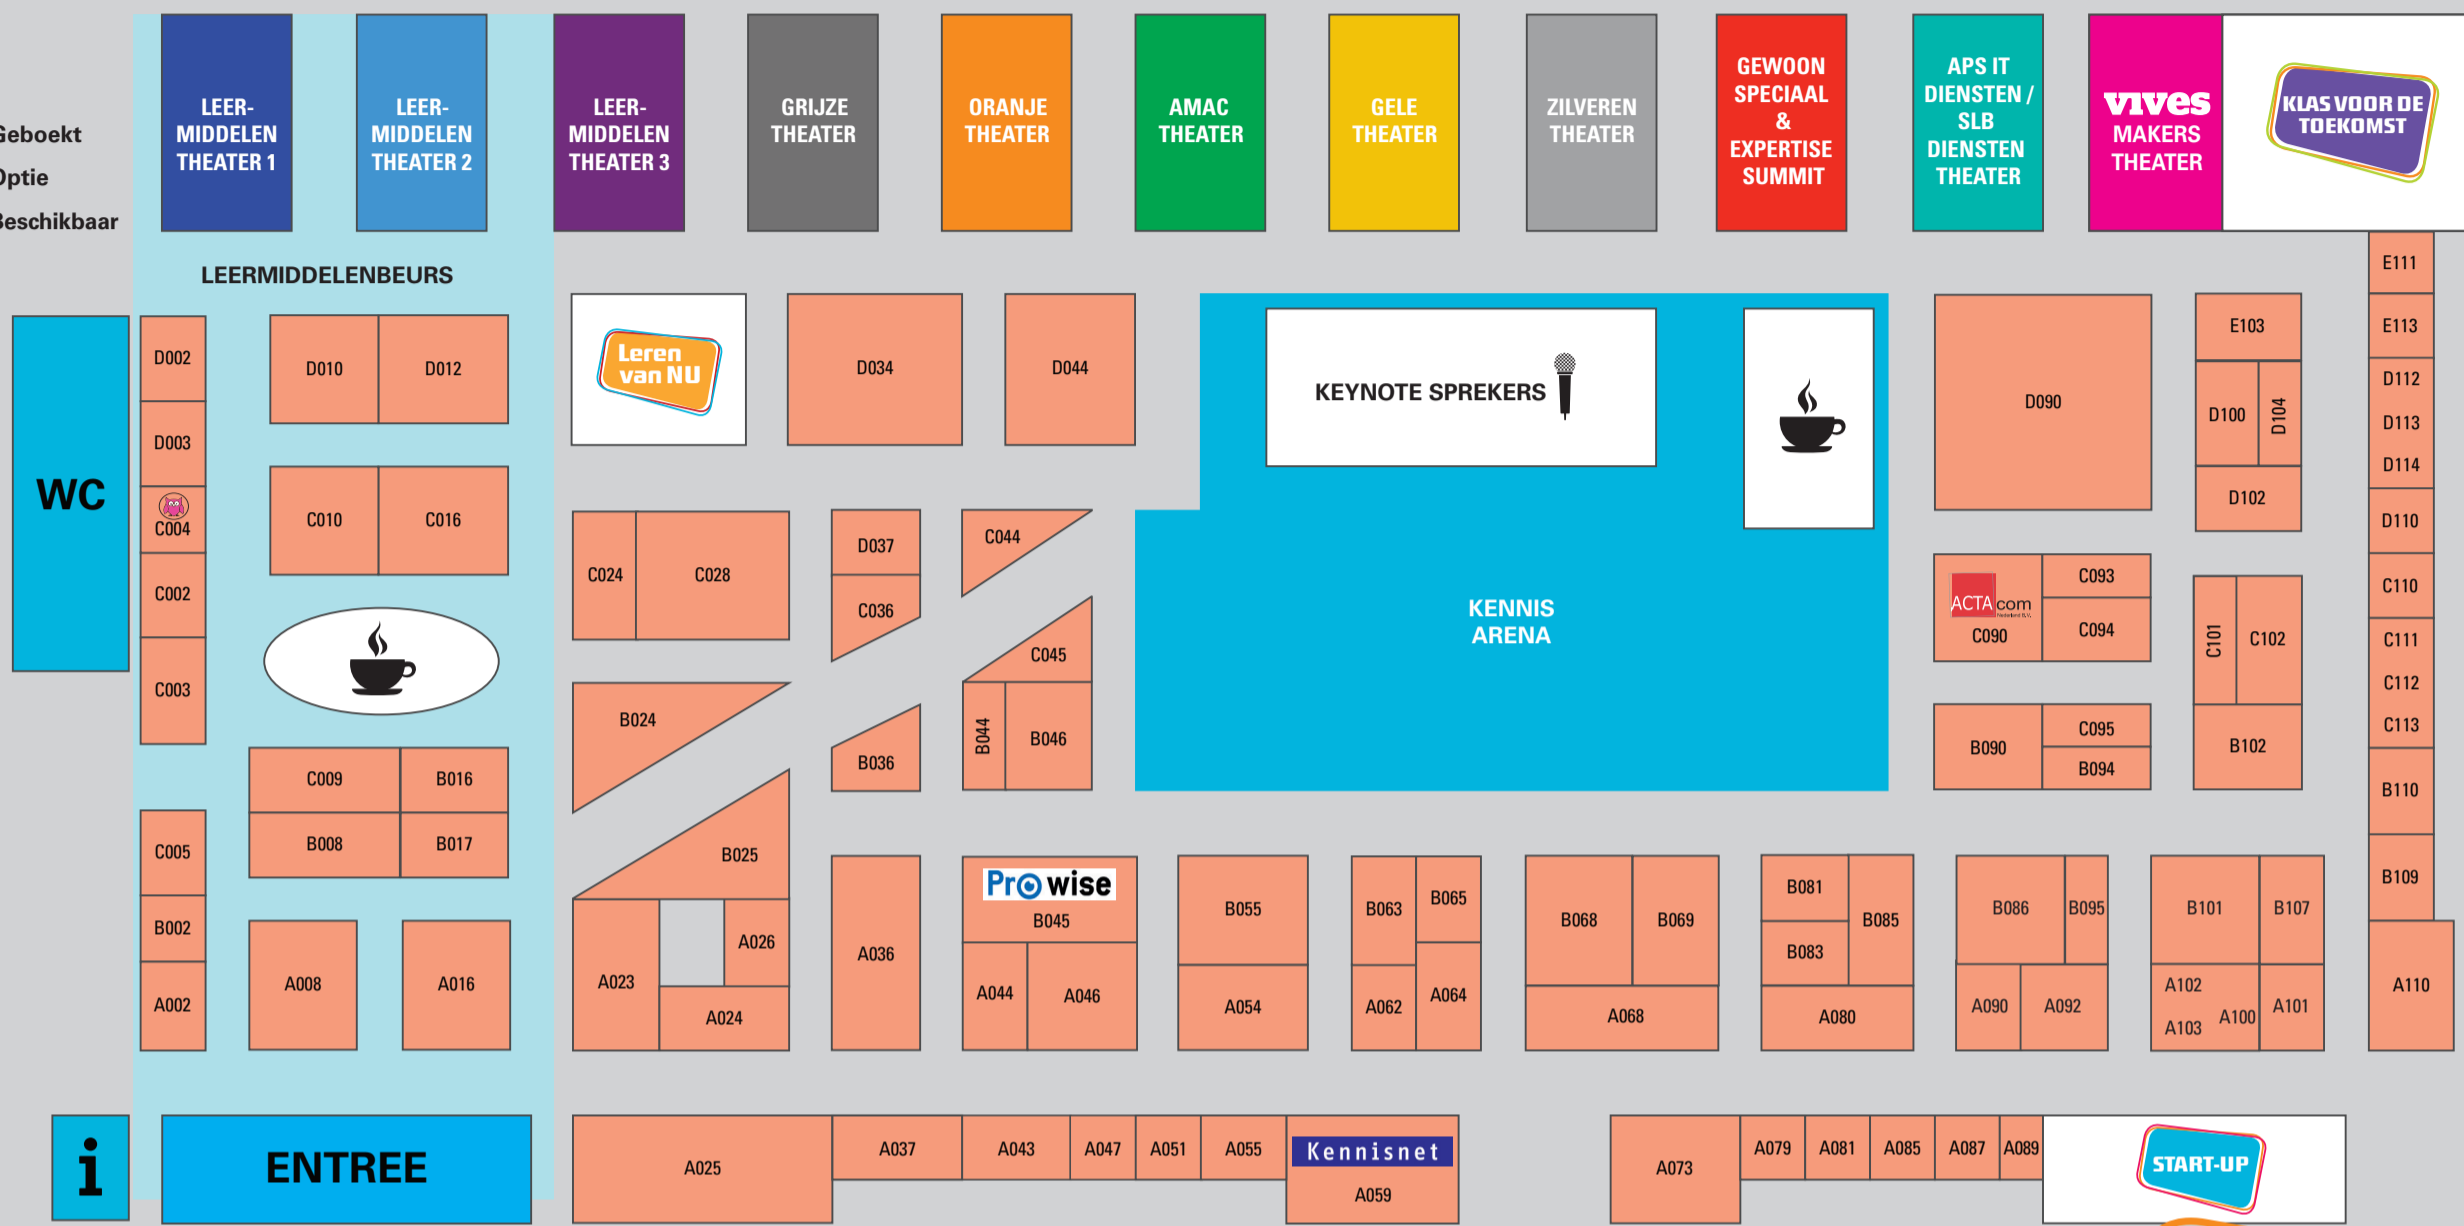 LEER-
MIDDELEN
THEATER 1
LEER-
MIDDELEN
THEATER 2
LEER-
MIDDELEN
THEATER 3
GRIJZE
THEATER
ORANJE
THEATER
AMAC
THEATER
GELE
THEATER
ZILVEREN
THEATER
GEWOON
SPECIAAL
&
EXPERTISE
SUMMIT
APS IT
DIENSTEN /
SLB
DIENSTEN
THEATER
vives
MAKERS
THEATER
KLAS VOOR DE
TOEKOMST
Geboekt
Optie
Beschikbaar
LEERMIDDELENBEURS
WC
D002
D003
C004
C002
C003
C005
B002
A002
D010 D012
C010 C016
C009 B016
B008 B017
A008 A016
Leren
van NU
D034
D044
C024 C028
D037
C036
C044
C045
B024
B036
B044 B046
B025
A023
A026
A024
A036
Prowise
B045
A044 A046
KEYNOTE SPREKERS
KENNIS
ARENA
B055
A054
B063 B065
A062 A064
B068 B069
A068
B081
B083
B085
A080
D090
ACTA com
C090
C093
C094
B090
C095
B094
B086 B095
A090 A092
E103
D100 D104
D102
C101 C102
B102
B101 B107
A102
A103 A100
A101
E111
E113
D112
D113
D114
D110
C110
C111
C112
C113
B110
B109
A110
i
ENTREE
A025
A037 A043 A047 A051 A055
Kennisnet
A059
A073
A079 A081 A085 A087 A089
START-UP